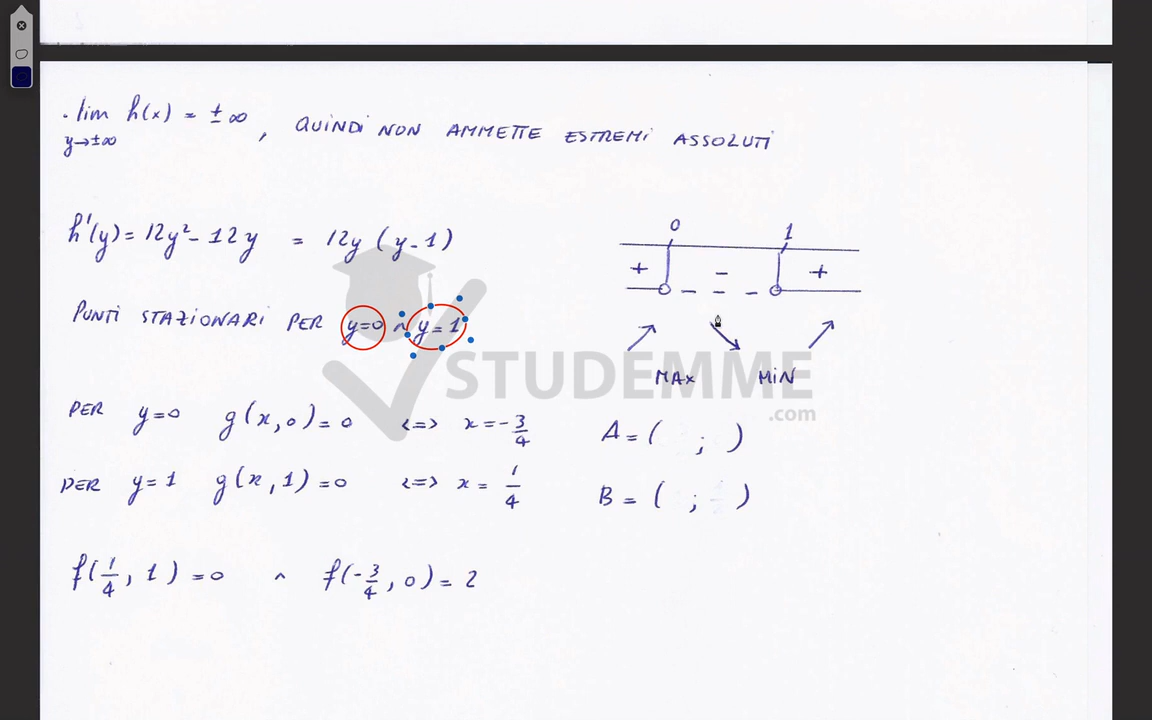 . lim h(x) = ±∞ , QUINDI NON AMMETTE ESTREMI ASSOLUTI
y→±∞
h'(y) = 12y² - 12y = 12y (y-1)
0 1
+ - +
PUNTI STAZIONARI PER y=0 ∧ y=1
STUDEMME
.com
MAX MIN
PER y=0 g(x,0)=0 <=> x=-3/4 A=( ; )
PER y=1 g(x,1)=0 <=> x=1/4 B=( ; )
f(1/4, 1)=0 ∧ f(-3/4, 0)=2